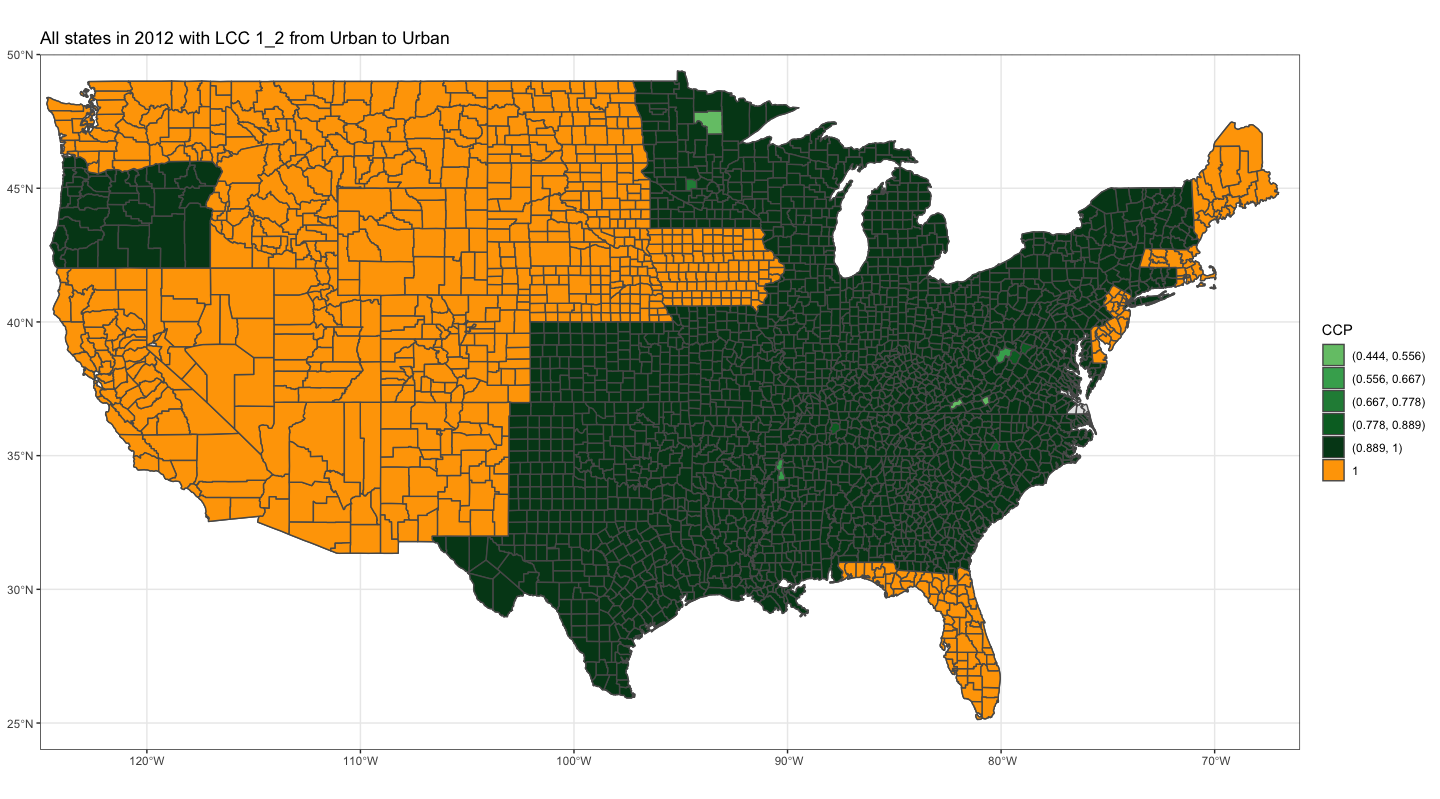 All states in 2012 with LCC 1_2 from Urban to Urban
50°N
45°N
40°N
35°N
30°N
25°N
120°W
110°W
100°W
90°W
80°W
70°W
CCP
(0.444, 0.556)
(0.556, 0.667)
(0.667, 0.778)
(0.778, 0.889)
(0.889, 1)
1